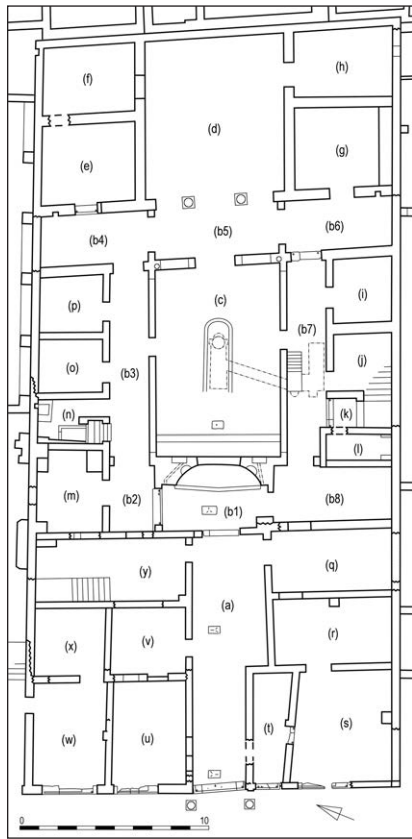 (f)
(h)
(d)
(g)
(e)
(b4)
(b5)
(b6)
(c)
(i)
(p)
(b7)
(o)
(j)
(b3)
(n)
(k)
(l)
(m)
(b2)
(b1)
(b8)
(y)
(q)
(a)
(x)
(v)
(r)
(t)
(s)
(w)
(u)
0 10